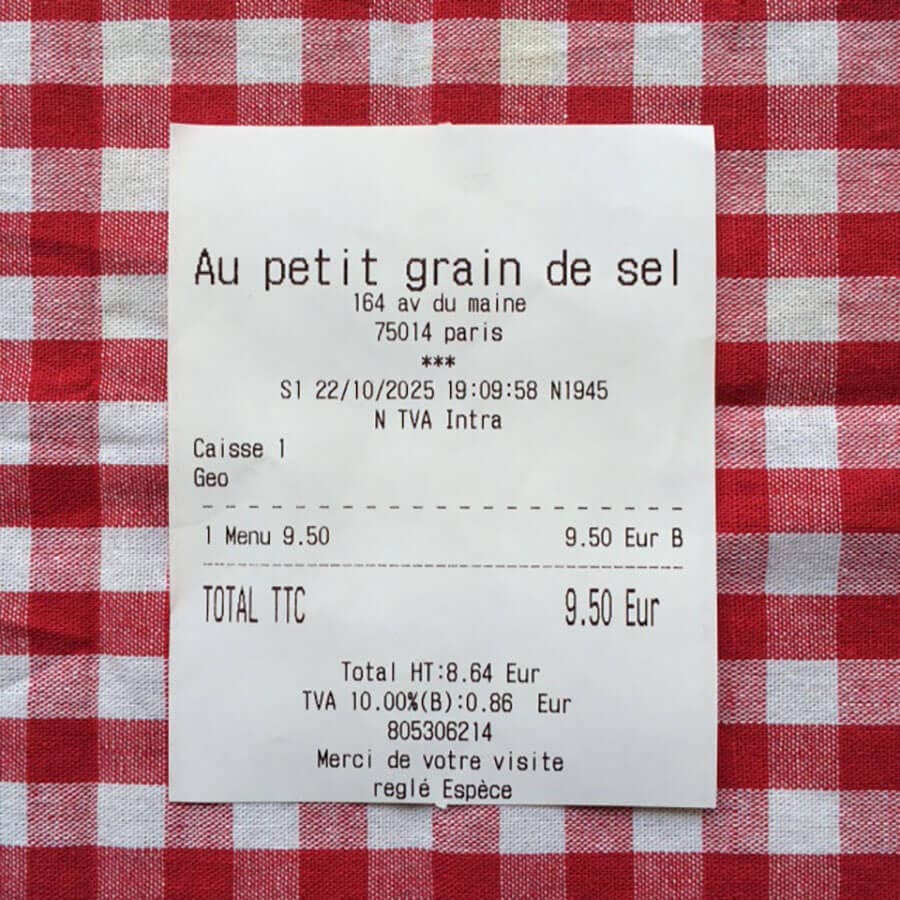 Au petit grain de sel
164 av du maine
75014 paris
***
S1 22/10/2025 19:09:58 N1945
N TVA Intra
Caisse 1
Geo
1 Menu 9.50 9.50 Eur B
TOTAL TTC 9.50 Eur
Total HT:8.64 Eur
TVA 10.00%(B):0.86 Eur
805306214
Merci de votre visite
reglé Espèce